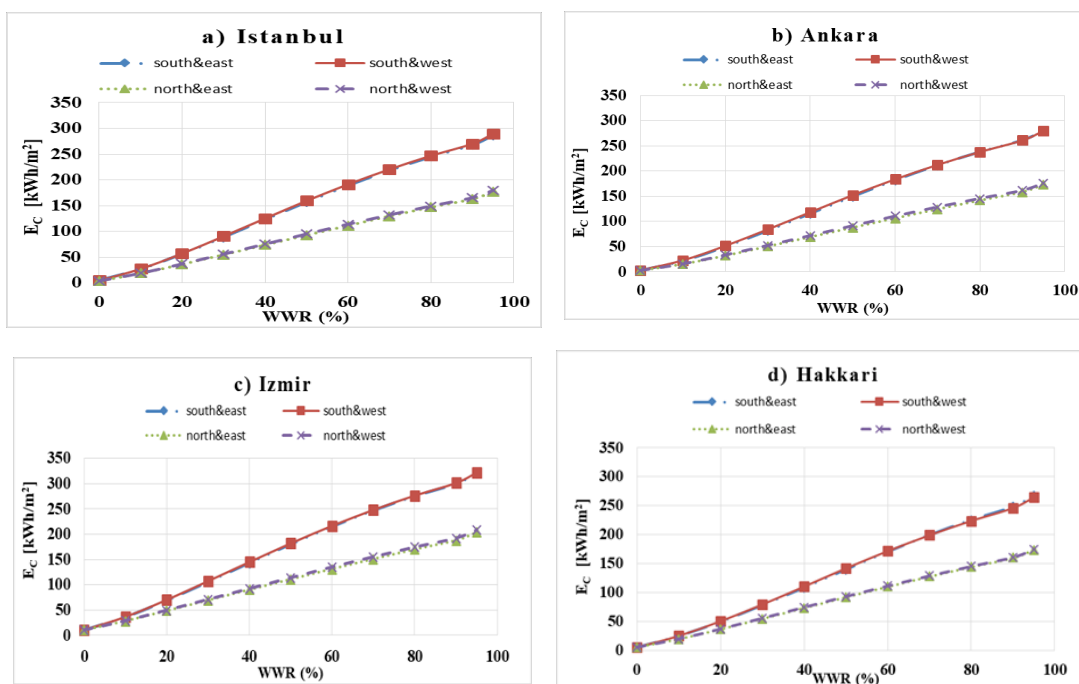 a) Istanbul
south&east south&west
north&east north&west
E_C [kWh/m²]
350
300
250
200
150
100
50
0
0 20 40 60 80 100
WWR (%)
b) Ankara
south&east south&west
north&east north&west
E_C [kWh/m²]
350
300
250
200
150
100
50
0
0 20 40 60 80 100
WWR (%)
c) Izmir
south&east south&west
north&east north&west
E_C [kWh/m²]
350
300
250
200
150
100
50
0
0 20 40 60 80 100
WWR (%)
d) Hakkari
south&east south&west
north&east north&west
E_C [kWh/m²]
350
300
250
200
150
100
50
0
0 20 40 60 80 100
WWR (%)